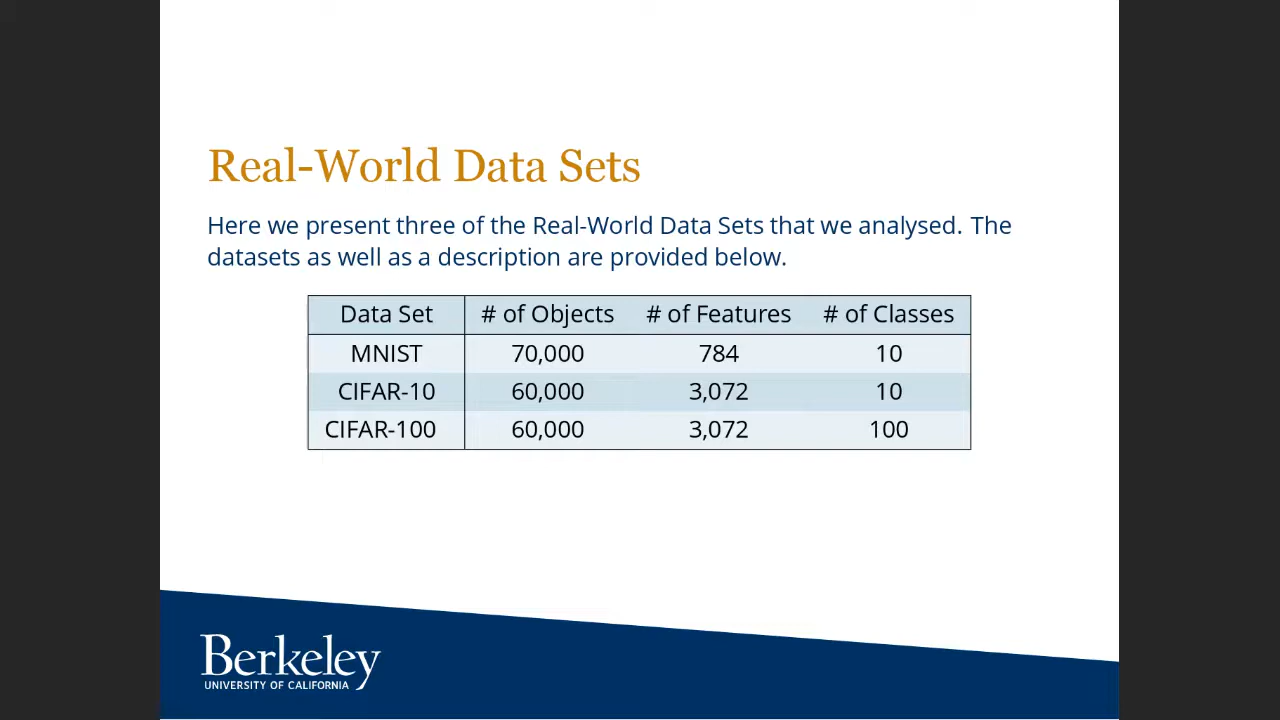 Real-World Data Sets
Here we present three of the Real-World Data Sets that we analysed. The
datasets as well as a description are provided below.
Data Set # of Objects # of Features # of Classes
MNIST 70,000 784 10
CIFAR-10 60,000 3,072 10
CIFAR-100 60,000 3,072 100
Berkeley
UNIVERSITY OF CALIFORNIA